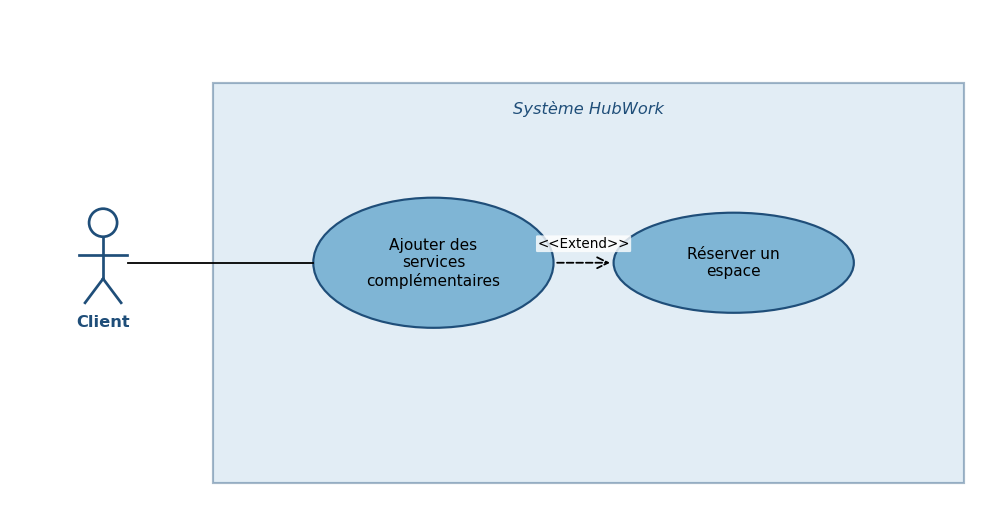 Système HubWork
Ajouter des
services
complémentaires
<<Extend>>
Réserver un
espace
Client